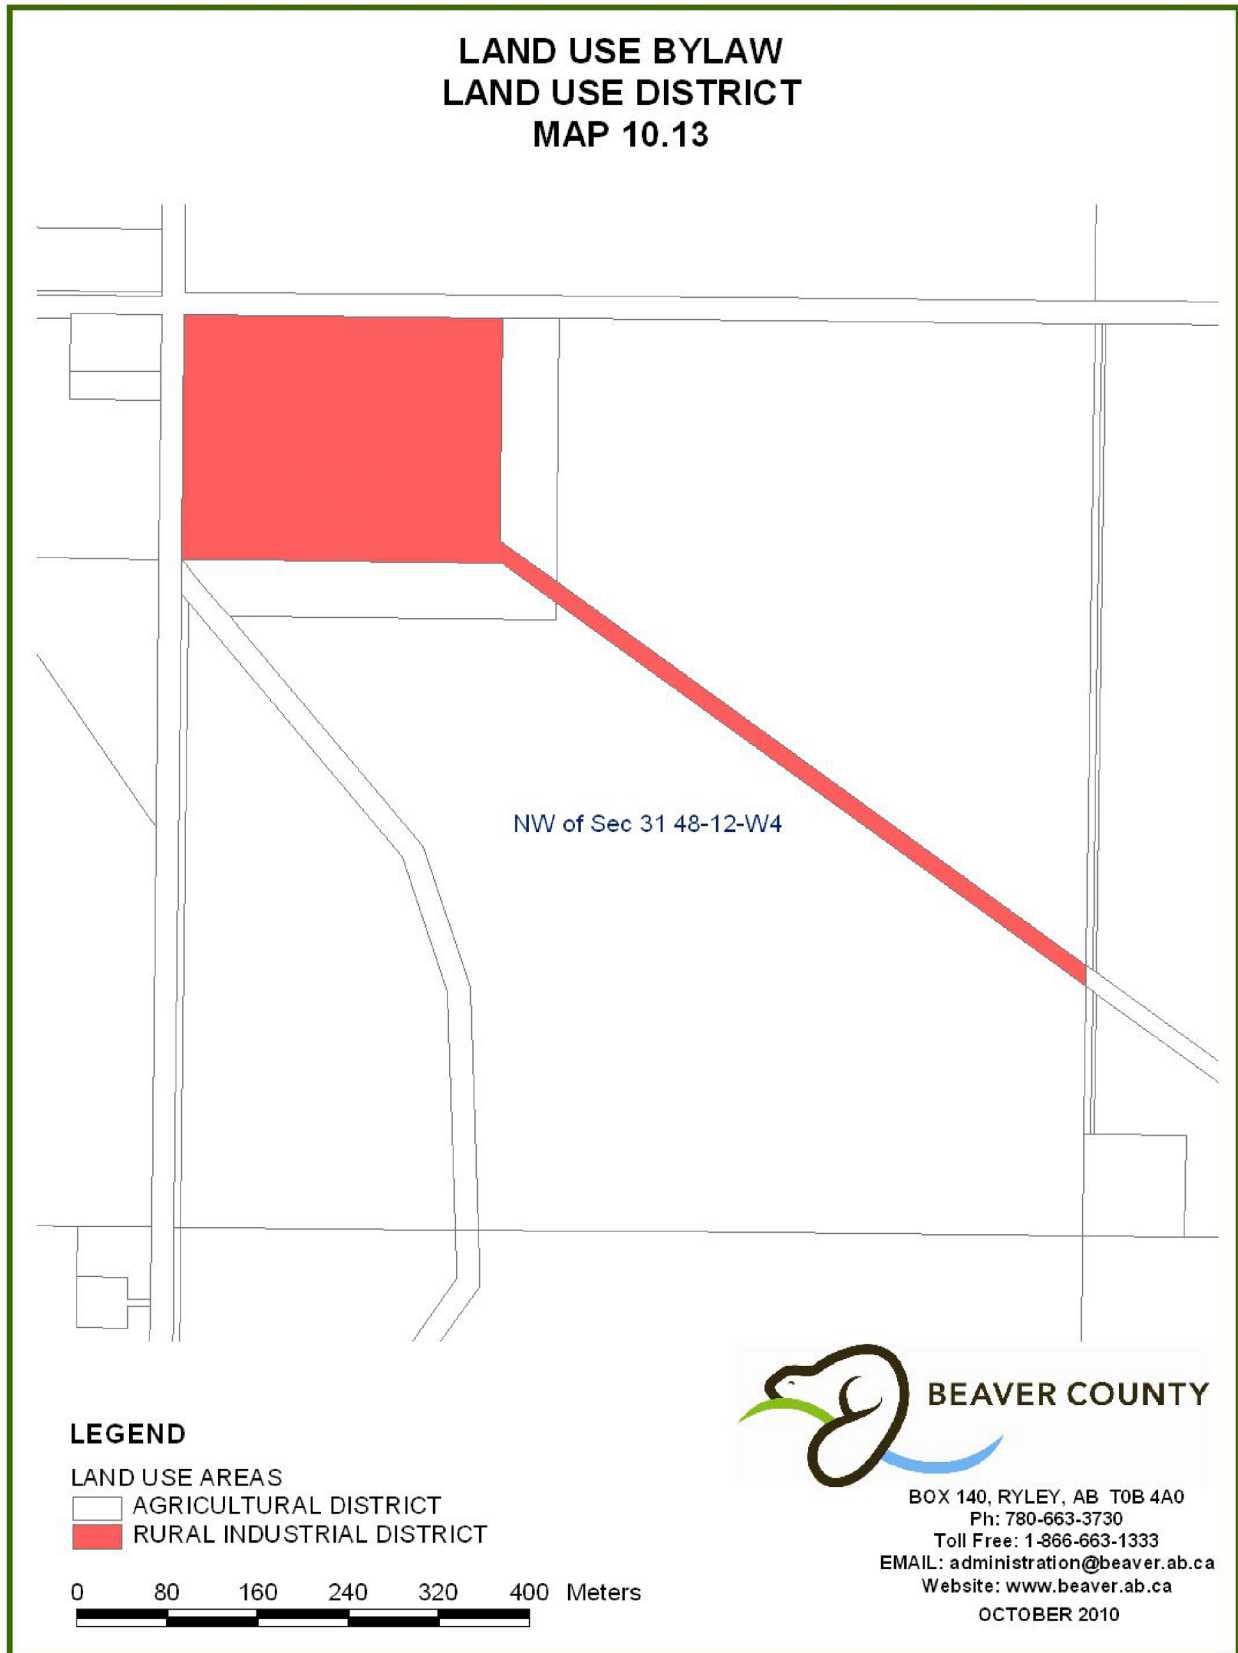 LAND USE BYLAW
LAND USE DISTRICT
MAP 10.13
NW of Sec 31 48-12-W4
BEAVER COUNTY
LEGEND
LAND USE AREAS
AGRICULTURAL DISTRICT
RURAL INDUSTRIAL DISTRICT
0 80 160 240 320 400 Meters
BOX 140, RYLEY, AB T0B 4A0
Ph: 780-663-3730
Toll Free: 1-866-663-1333
EMAIL: administration@beaver.ab.ca
Website: www.beaver.ab.ca
OCTOBER 2010